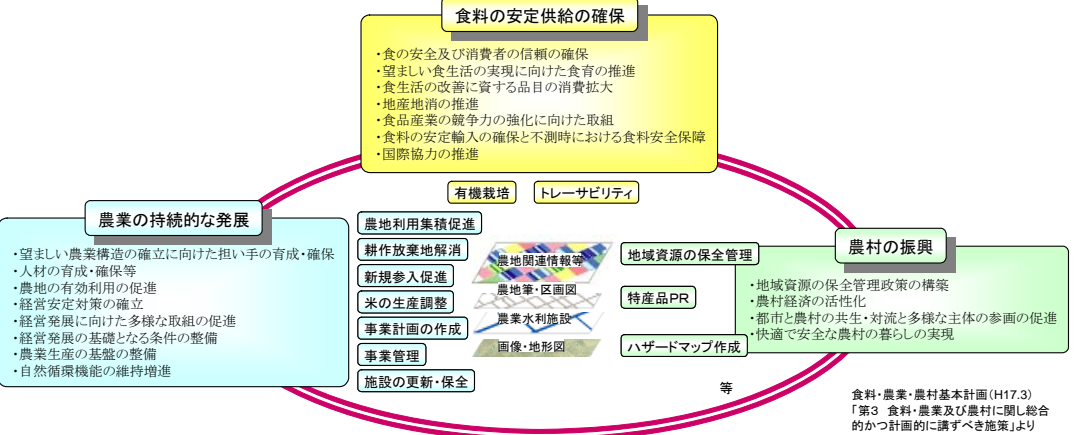 食料の安定供給の確保
・食の安全及び消費者の信頼の確保
・望ましい食生活の実現に向けた食育の推進
・食生活の改善に資する品目の消費拡大
・地産地消の推進
・食品産業の競争力の強化に向けた取組
・食料の安定輸入の確保と不測時における食料安全保障
・国際協力の推進
有機栽培
トレーサビリティ
農業の持続的な発展
・望ましい農業構造の確立に向けた担い手の育成・確保
・人材の育成・確保等
・農地の有効利用の促進
・経営安定対策の確立
・経営発展に向けた多様な取組の促進
・経営発展の基礎となる条件の整備
・農業生産の基盤の整備
・自然循環機能の維持増進
農地利用集積促進
耕作放棄地解消
新規参入促進
米の生産調整
事業計画の作成
事業管理
施設の更新・保全
農地関連情報等
農地筆・区画図
農業水利施設
画像・地形図
地域資源の保全管理
特産品PR
ハザードマップ作成
等
農村の振興
・地域資源の保全管理政策の構築
・農村経済の活性化
・都市と農村の共生・対流と多様な主体の参画の促進
・快適で安全な農村の暮らしの実現
食料・農業・農村基本計画(H17.3)
「第3 食料・農業及び農村に関し総合
的かつ計画的に講ずべき施策」より